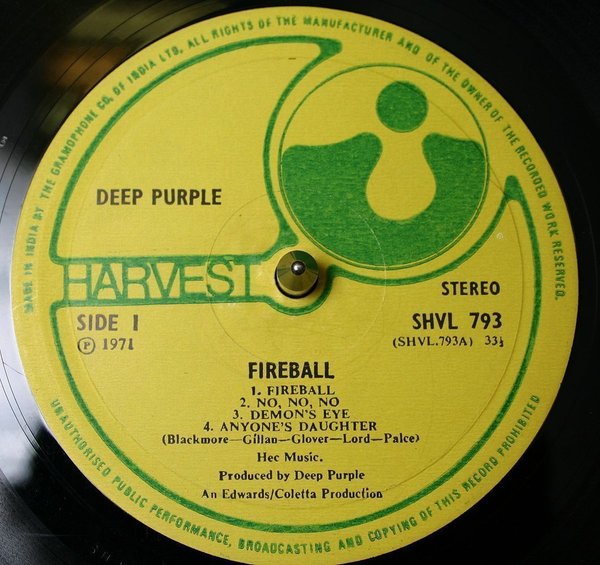 MADE IN INDIA BY THE GRAMOPHONE CO. OF INDIA LTD. ALL RIGHTS OF THE MANUFACTURER AND OF THE OWNER OF THE RECORDED WORK RESERVED.
DEEP PURPLE
HARVEST
STEREO
SIDE 1
SHVL 793
℗ 1971
(SHVL.793A) 33⅓
FIREBALL
1. FIREBALL
2. NO, NO, NO
3. DEMON'S EYE
4. ANYONE'S DAUGHTER
(Blackmore—Gillan—Glover—Lord—Palce)
Hec Music.
Produced by Deep Purple
An Edwards/Coletta Production
UNAUTHORISED PUBLIC PERFORMANCE, BROADCASTING AND COPYING OF THIS RECORD PROHIBITED